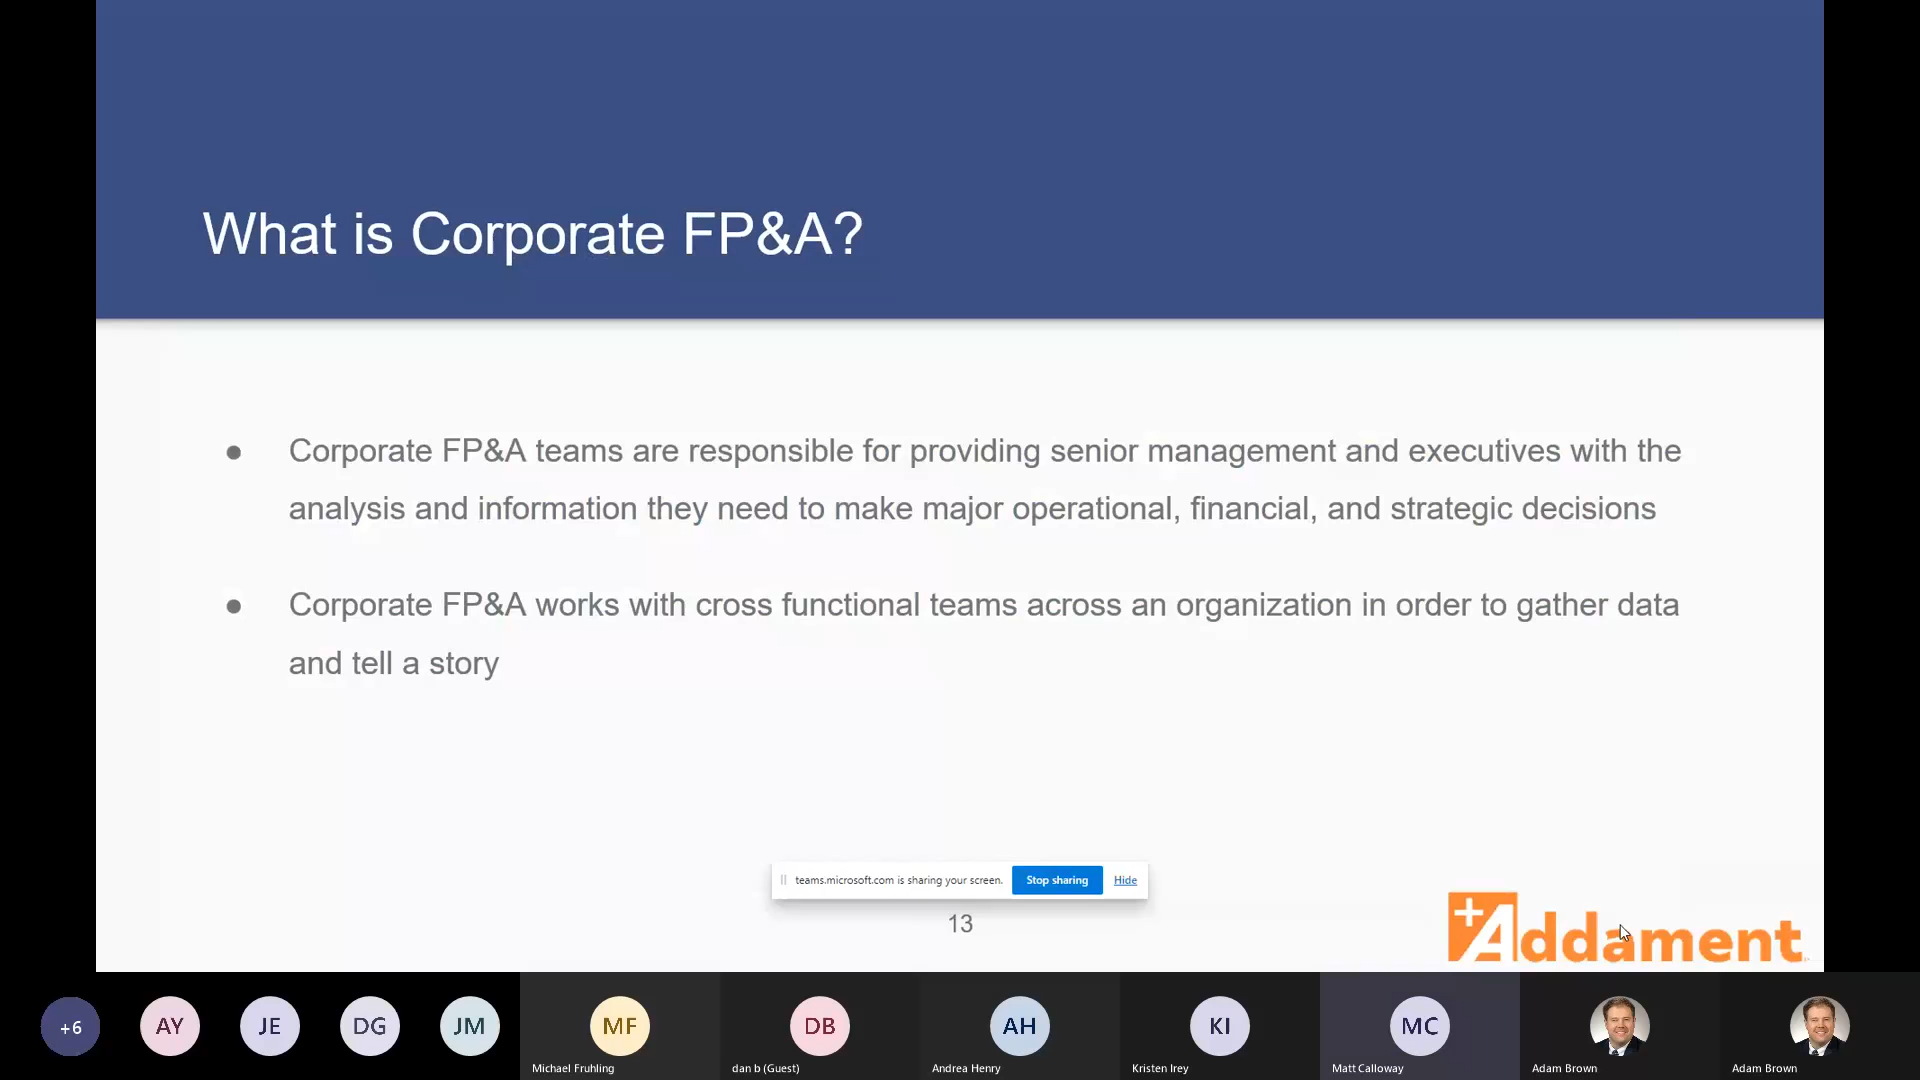 What is Corporate FP&A?
● Corporate FP&A teams are responsible for providing senior management and executives with the
analysis and information they need to make major operational, financial, and strategic decisions
● Corporate FP&A works with cross functional teams across an organization in order to gather data
and tell a story
teams.microsoft.com is sharing your screen. Stop sharing Hide
13
+Addament
+6 AY JE DG JM MF DB AH KI MC
Michael Fruhling dan b (Guest) Andrea Henry Kristen Irey Matt Calloway Adam Brown Adam Brown